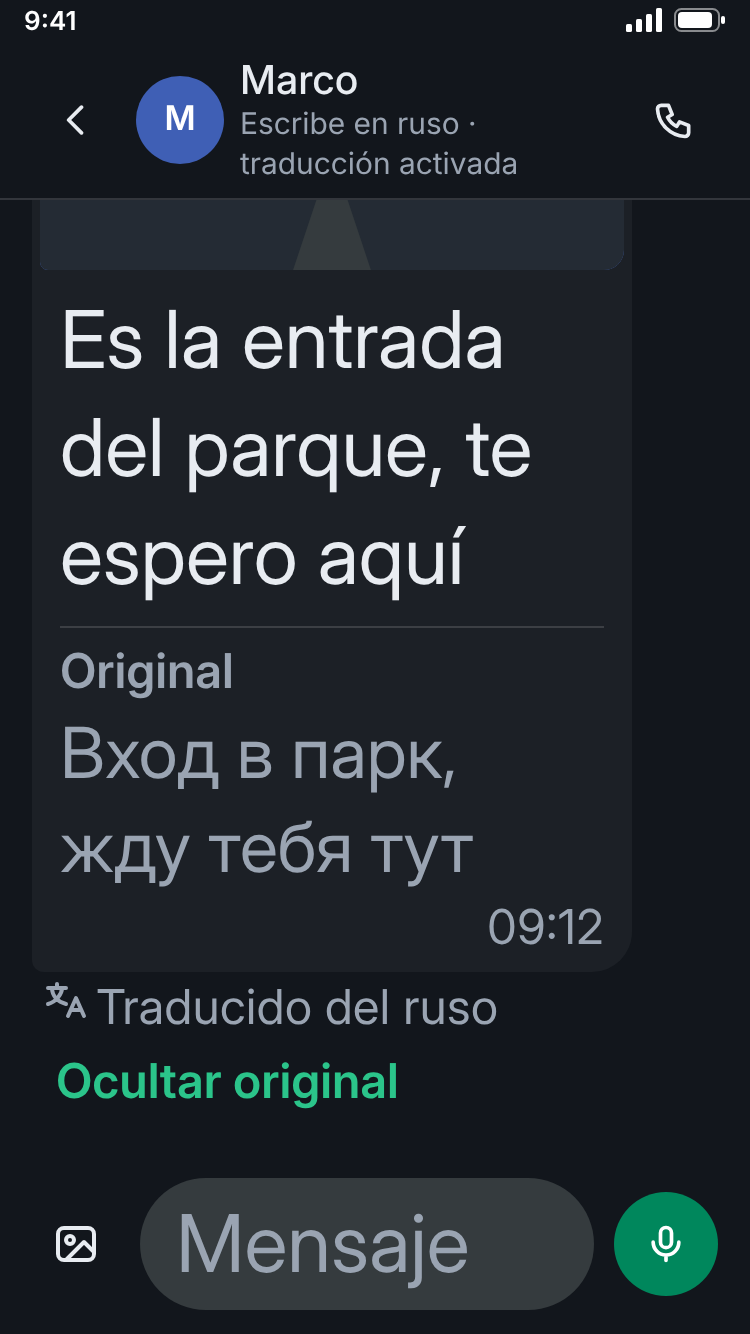 9:41
M
Marco
Escribe en ruso ·
traducción activada
Es la entrada
del parque, te
espero aquí
Original
Вход в парк,
жду тебя тут
09:12
Traducido del ruso
Ocultar original
Mensaje